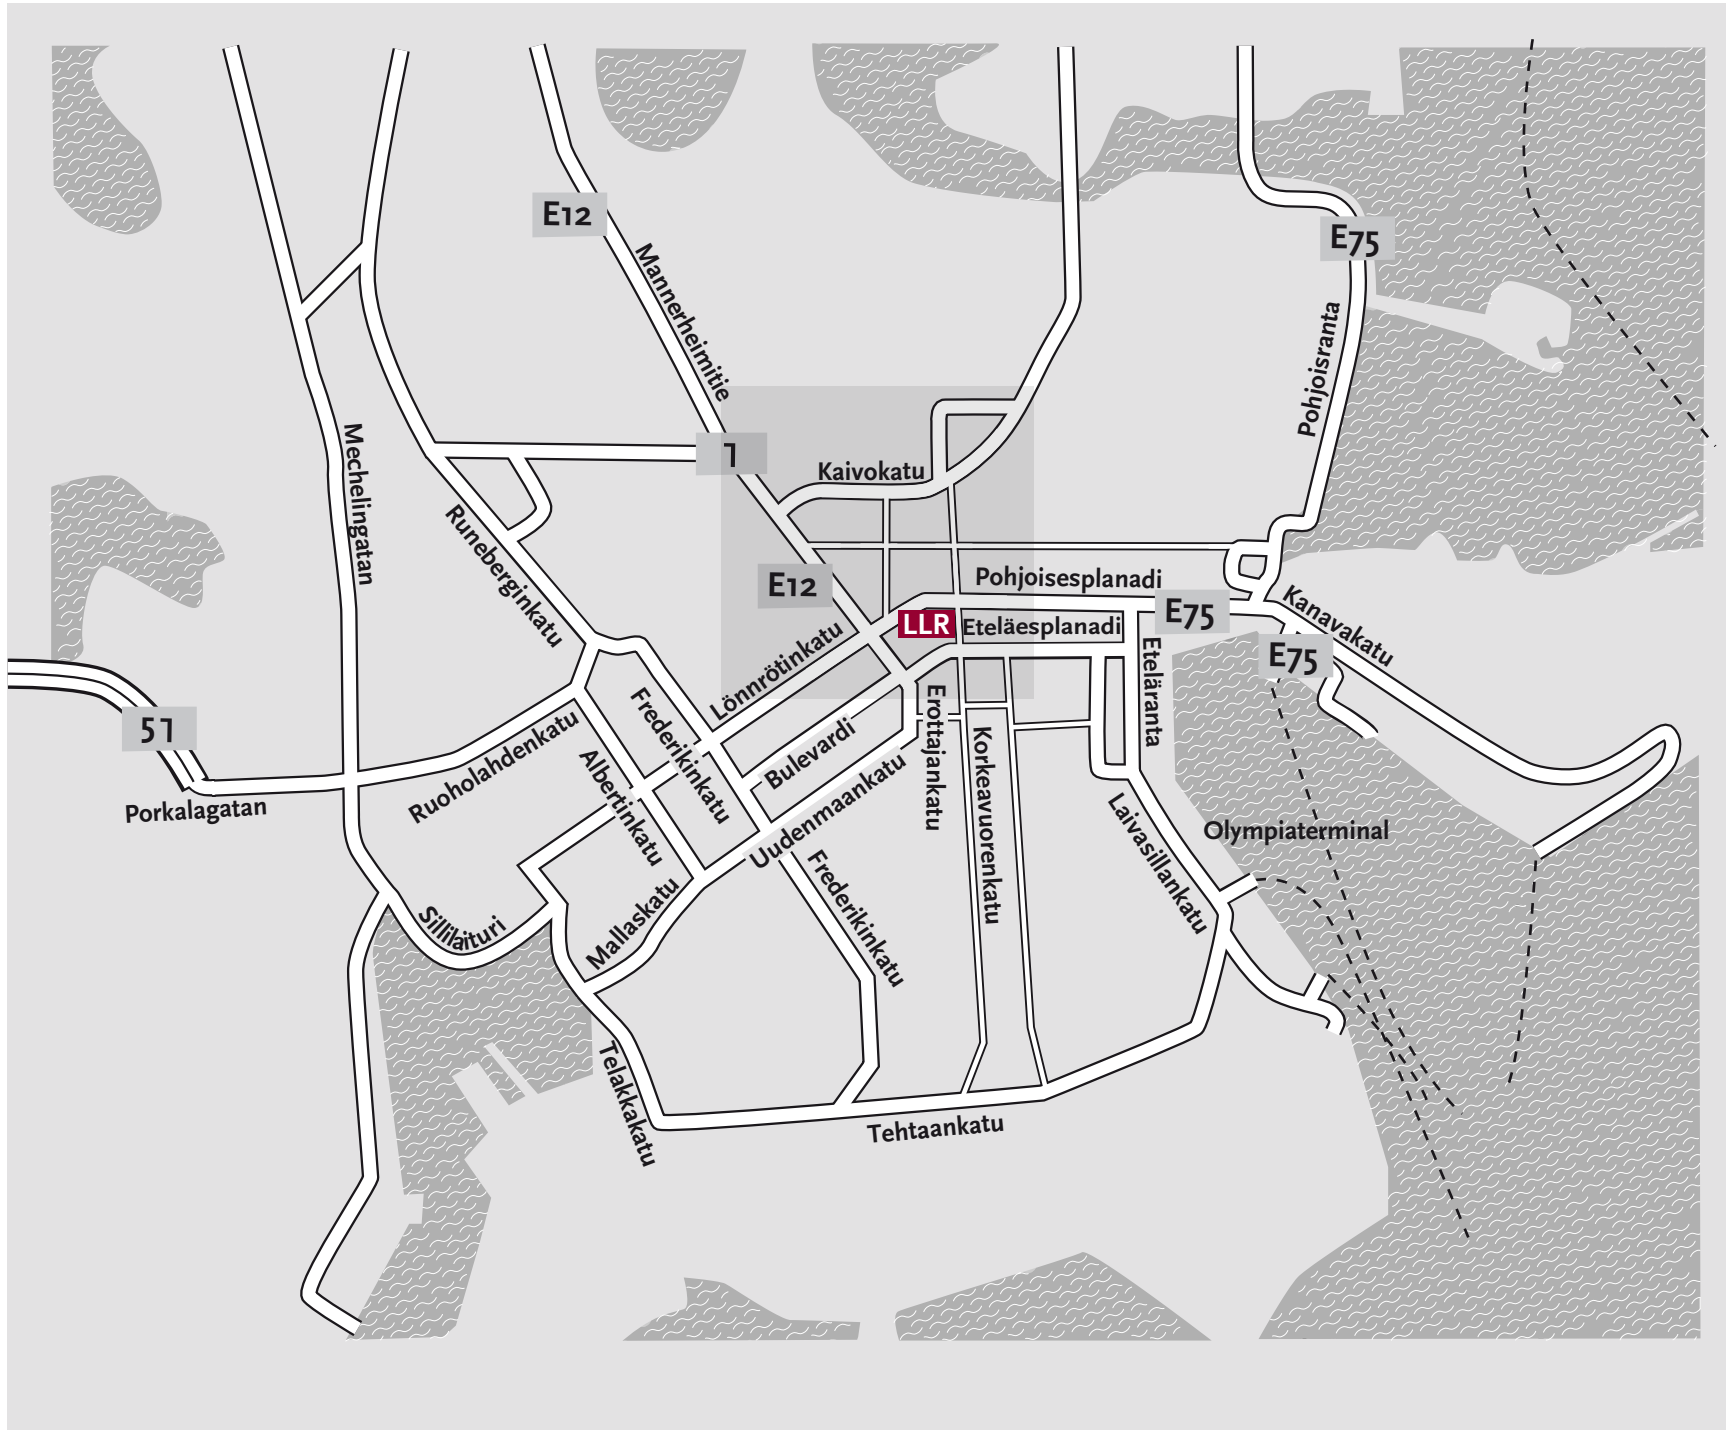 E12
E75
Mannerheimitie
Pohjoisranta
Mechelingatan
1
Kaivokatu
Runeberginkatu
E12
Pohjoisesplanadi
E75
Kanavakatu
LLR
Eteläesplanadi
E75
Lönnrötinkatu
Eteläranta
51
Frederikinkatu
Erottajankatu
Ruoholahdenkatu
Bulevardi
Korkeavuorenkatu
Albertinkatu
Porkalagatan
Uudenmaankatu
Laivasillankatu
Olympiaterminal
Frederikinkatu
Mallaskatu
Sillilaituri
Telakkakatu
Tehtaankatu